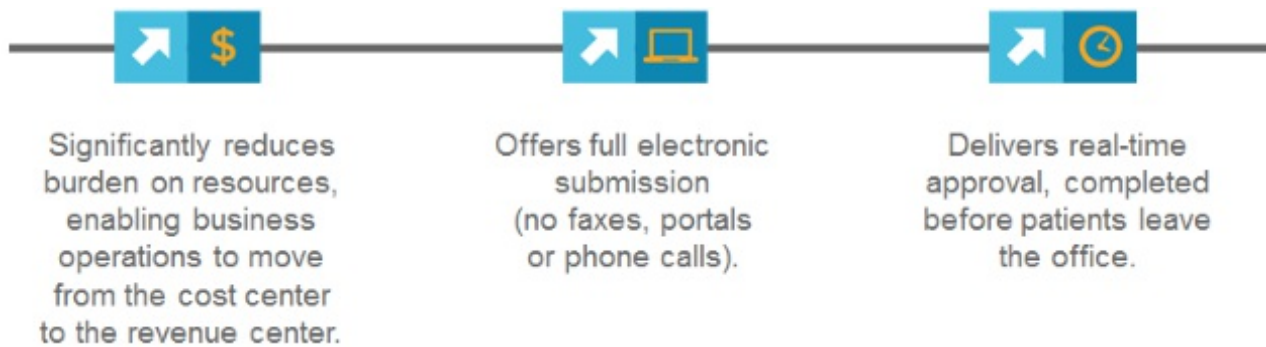 $
Significantly reduces
burden on resources,
enabling business
operations to move
from the cost center
to the revenue center.
Offers full electronic
submission
(no faxes, portals
or phone calls).
Delivers real-time
approval, completed
before patients leave
the office.